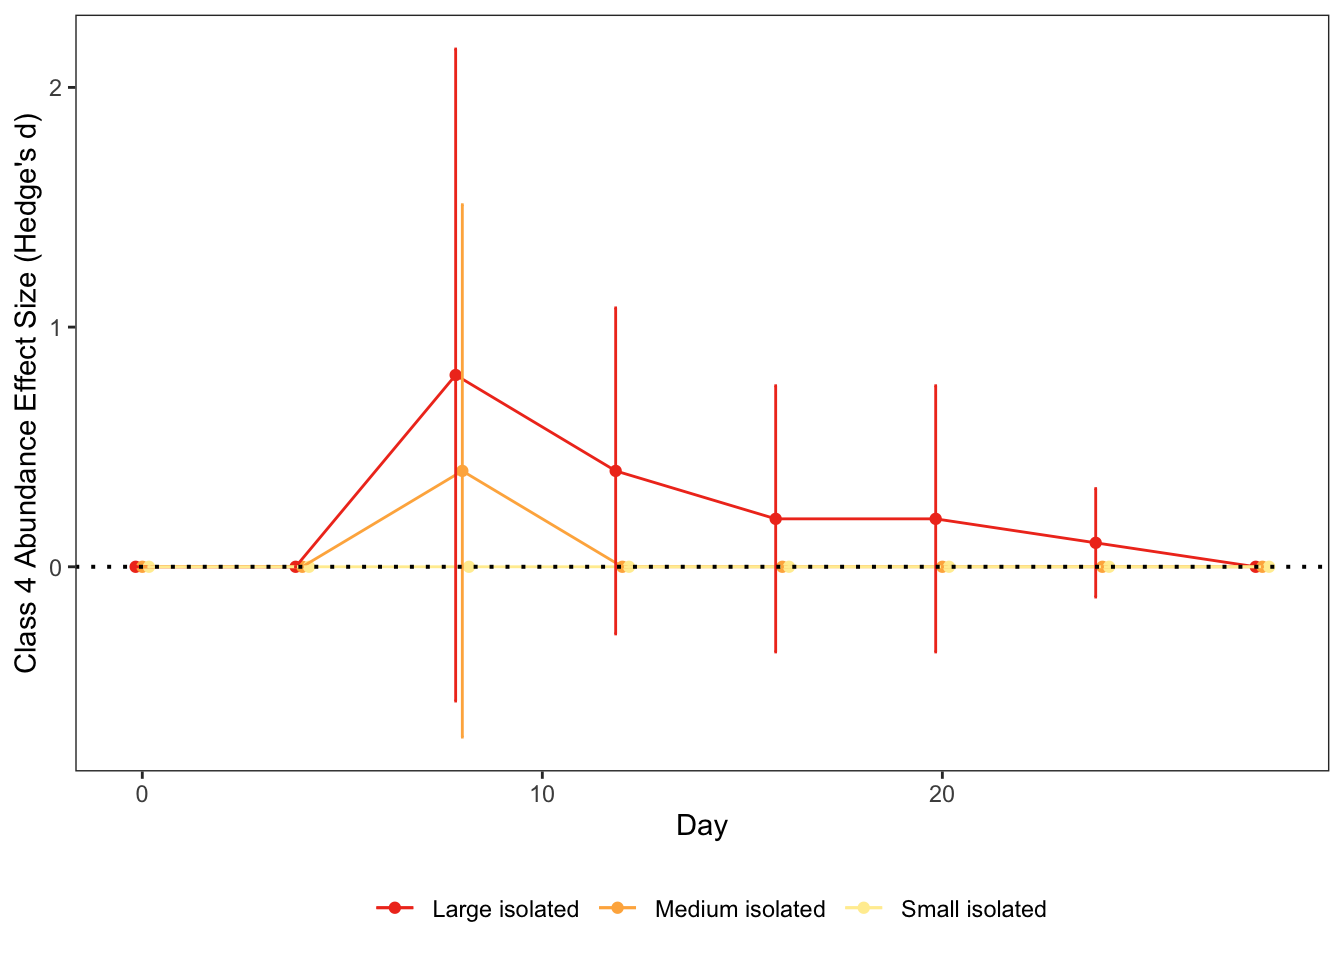 Class 4 Abundance Effect Size (Hedge's d)
2
1
0
0 10 20
Day
Large isolated Medium isolated Small isolated